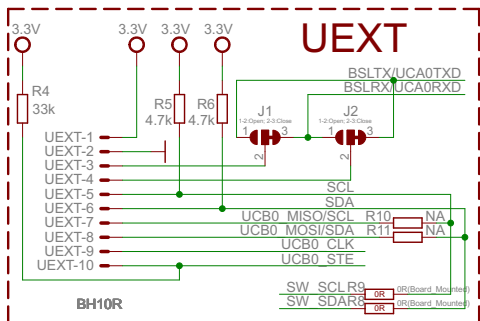 3.3V 3.3V 3.3V 3.3V
UEXT
R4
33k
R5
4.7k
R6
4.7k
BSLTX/UCA0TXD
BSLRX/UCA0RXD
J1
1-2 Open; 2-3 Close
1 3
2
J2
1-2 Open; 2-3 Close
1 3
2
UEXT-1
UEXT-2
UEXT-3
UEXT-4
UEXT-5
UEXT-6
UEXT-7
UEXT-8
UEXT-9
UEXT-10
SCL
SDA
UCB0_MISO/SCL R10 NA
UCB0_MOSI/SDA R11 NA
UCB0_CLK
UCB0_STE
SW_SCL R9 0R 0R(Board_Mounted)
SW_SDA R8 0R 0R(Board_Mounted)
BH10R